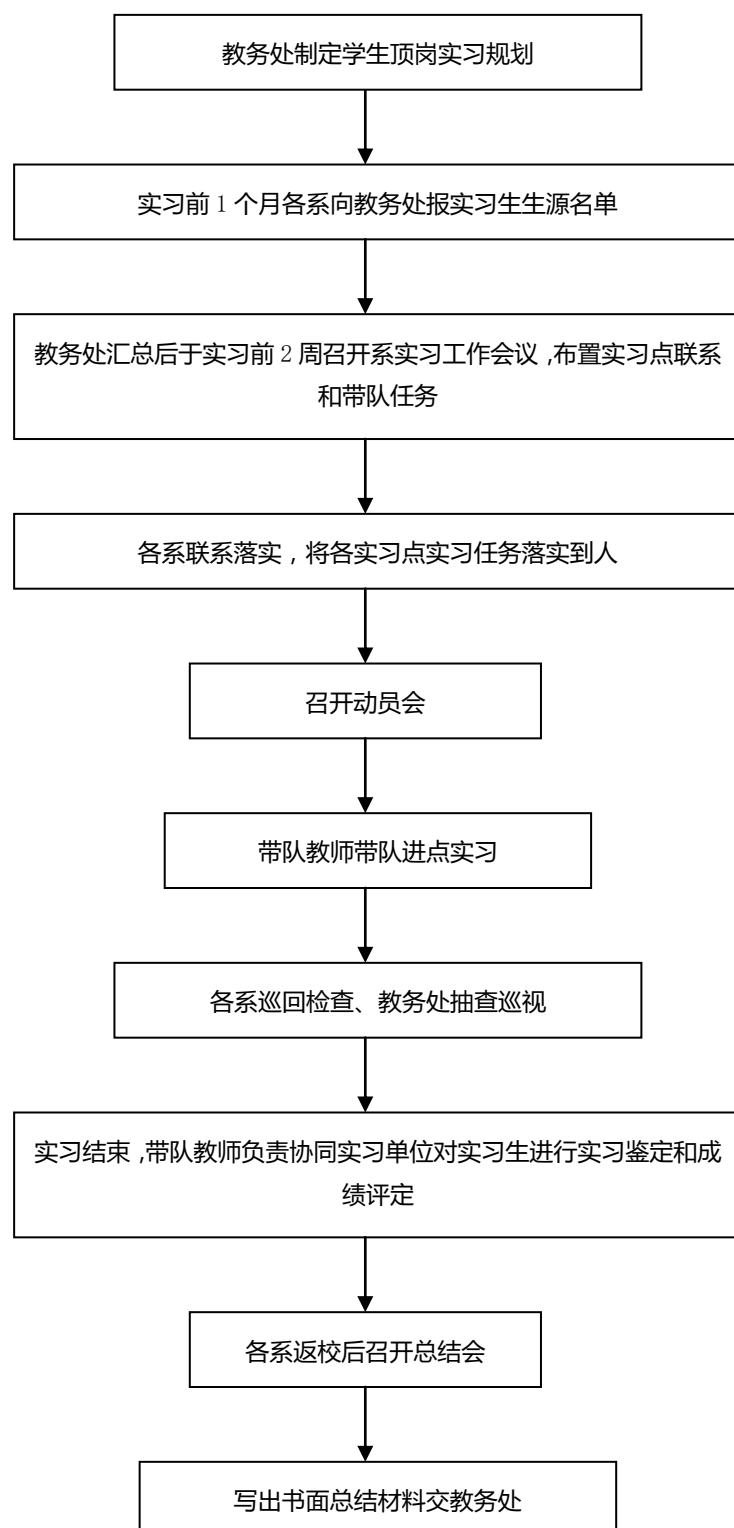 教务处制定学生顶岗实习规划
实习前 1 个月各系向教务处报实习生生源名单
教务处汇总后于实习前 2 周召开系实习工作会议 ,布置实习点联系
和带队任务
各系联系落实 , 将各实习点实习任务落实到人
召开动员会
带队教师带队进点实习
各系巡回检查、教务处抽查巡视
实习结束 ,带队教师负责协同实习单位对实习生进行实习鉴定和成
绩评定
各系返校后召开总结会
写出书面总结材料交教务处